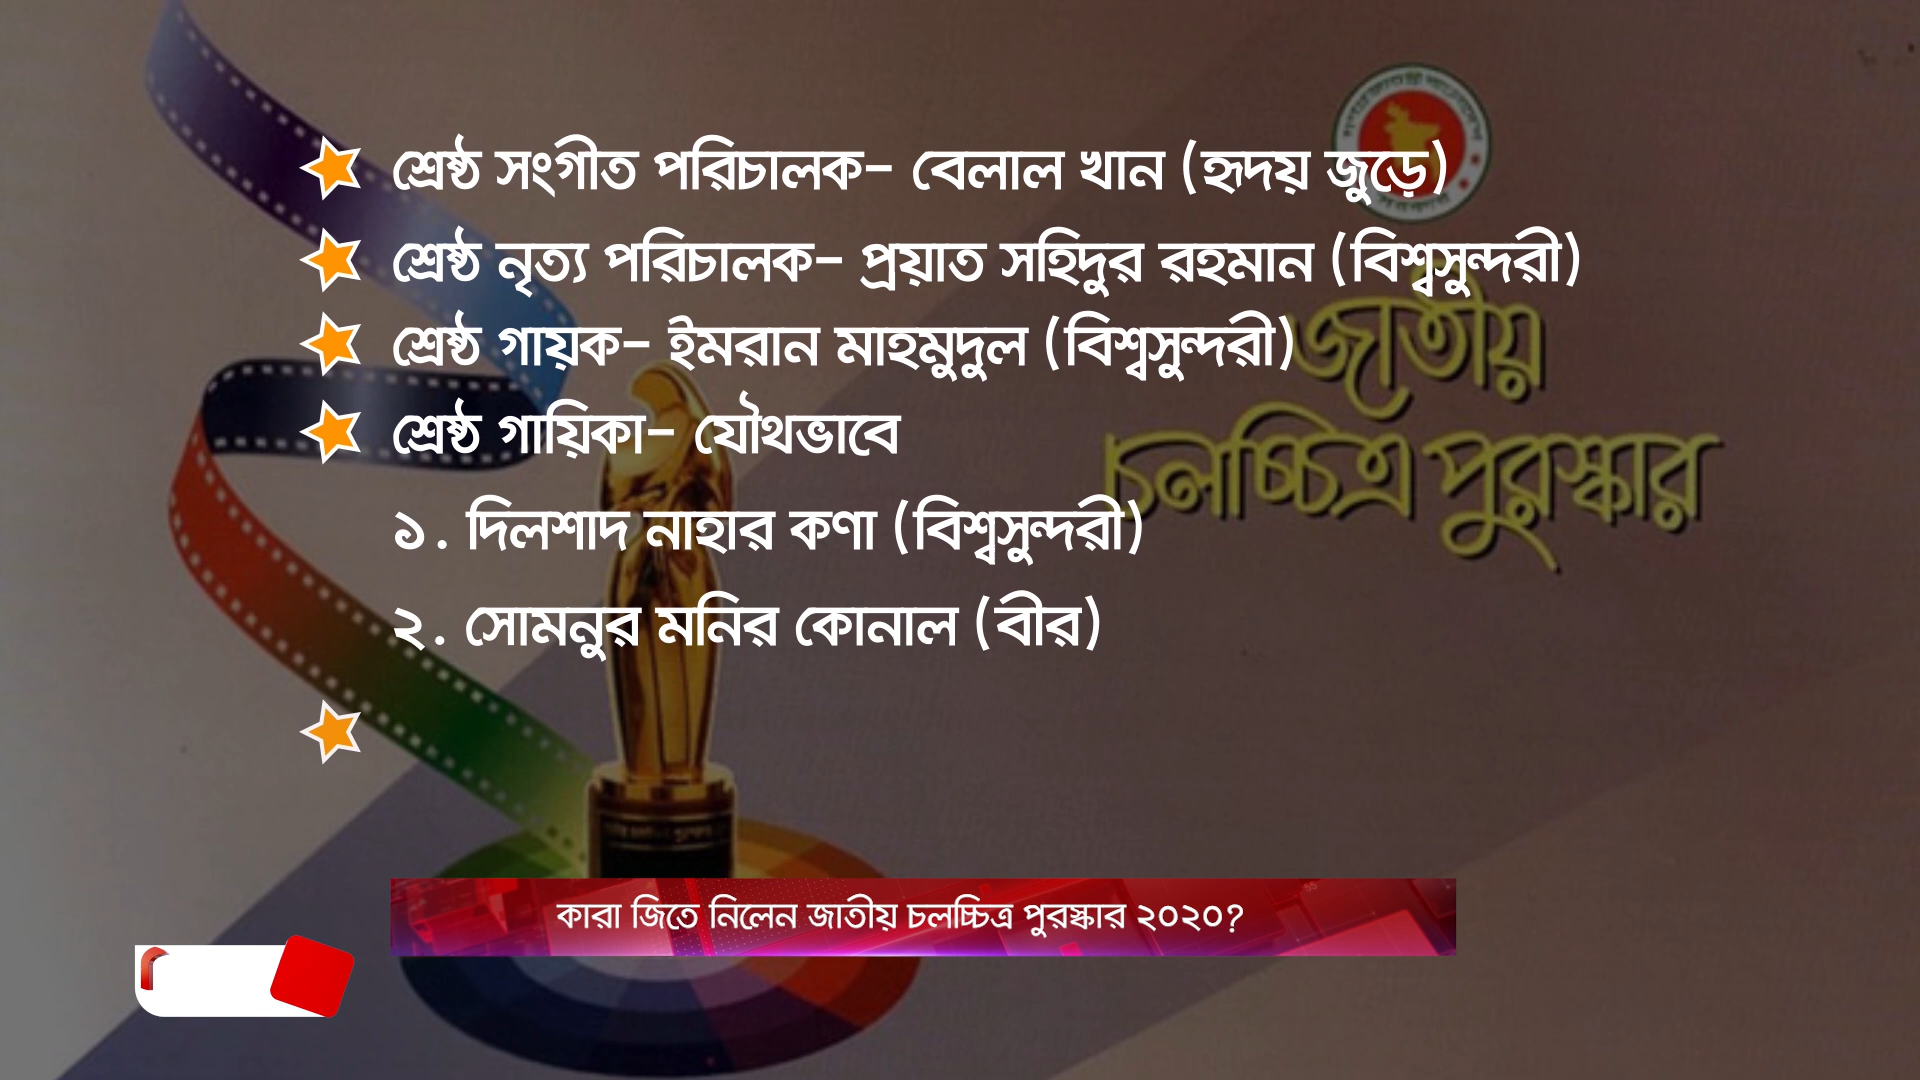 শ্রেষ্ঠ সংগীত পরিচালক- বেলাল খান (হৃদয় জুড়ে)
শ্রেষ্ঠ নৃত্য পরিচালক- প্রয়াত সহিদুর রহমান (বিশ্বসুন্দরী)
শ্রেষ্ঠ গায়ক- ইমরান মাহমুদুল (বিশ্বসুন্দরী)
শ্রেষ্ঠ গায়িকা- যৌথভাবে
১. দিলশাদ নাহার কণা (বিশ্বসুন্দরী)
২. সোমনুর মনির কোনাল (বীর)
জাতীয়
চলচ্চিত্র পুরস্কার
কারা জিতে নিলেন জাতীয় চলচ্চিত্র পুরস্কার ২০২০?